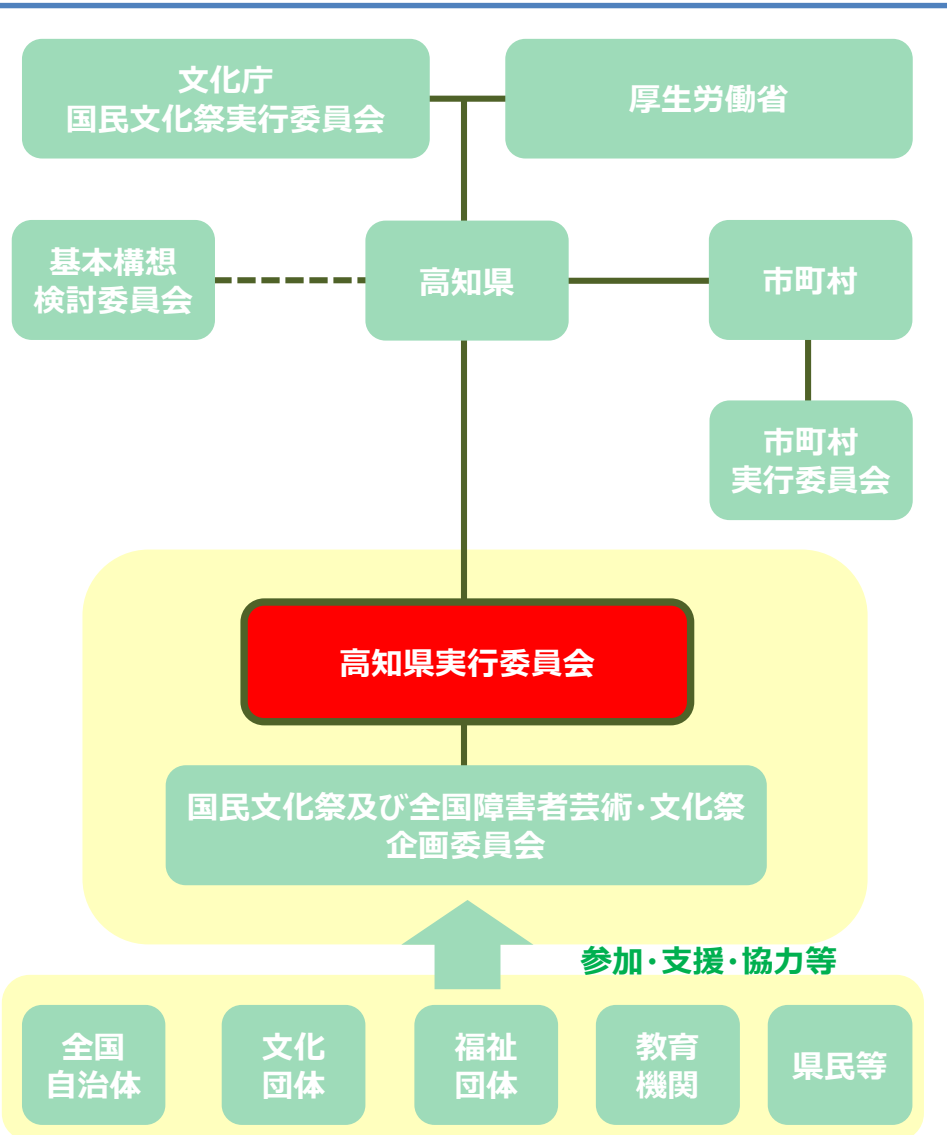 文化庁
国民文化祭実行委員会
厚生労働省
基本構想
検討委員会
高知県
市町村
市町村
実行委員会
高知県実行委員会
国民文化祭及び全国障害者芸術・文化祭
企画委員会
参加・支援・協力等
全国
自治体
文化
団体
福祉
団体
教育
機関
県民等